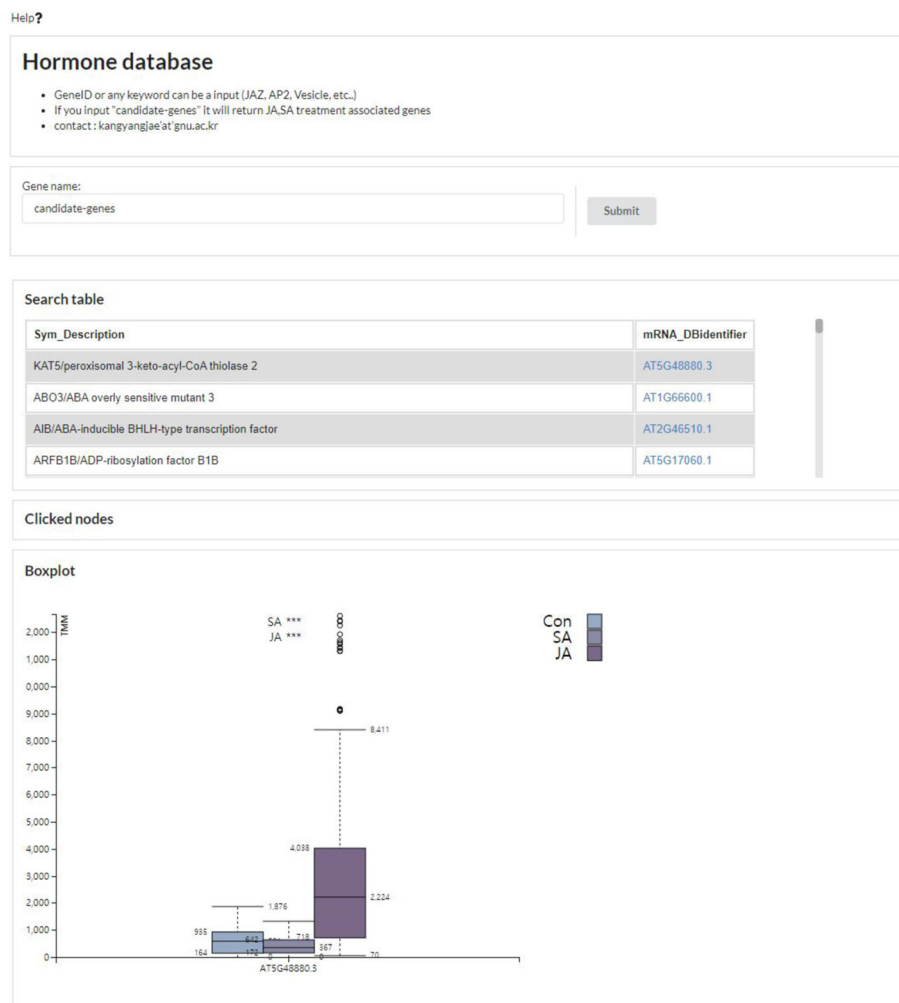 Help?
Hormone database
• GeneID or any keyword can be a input (JAZ, AP2, Vesicle, etc..)
• If you input "candidate-genes" it will return JA,SA treatment associated genes
• contact : kangyangjae'at'gnu.ac.kr
Gene name:
candidate-genes
Submit
Search table
Sym_Description mRNA_DBidentifier
KAT5/peroxisomal 3-keto-acyl-CoA thiolase 2 AT5G48880.3
ABO3/ABA overly sensitive mutant 3 AT1G66600.1
AIB/ABA-inducible BHLH-type transcription factor AT2G46510.1
ARFB1B/ADP-ribosylation factor B1B AT5G17060.1
Clicked nodes
Boxplot
TMM
SA ***
JA ***
Con
SA
JA
2,000
1,000
0,000
9,000
8,000
7,000
6,000
5,000
4,000
3,000
2,000
1,000
0
8,411
4,038
2,224
1,876
935
642
718
367
164
172
0
0
70
AT5G48880.3